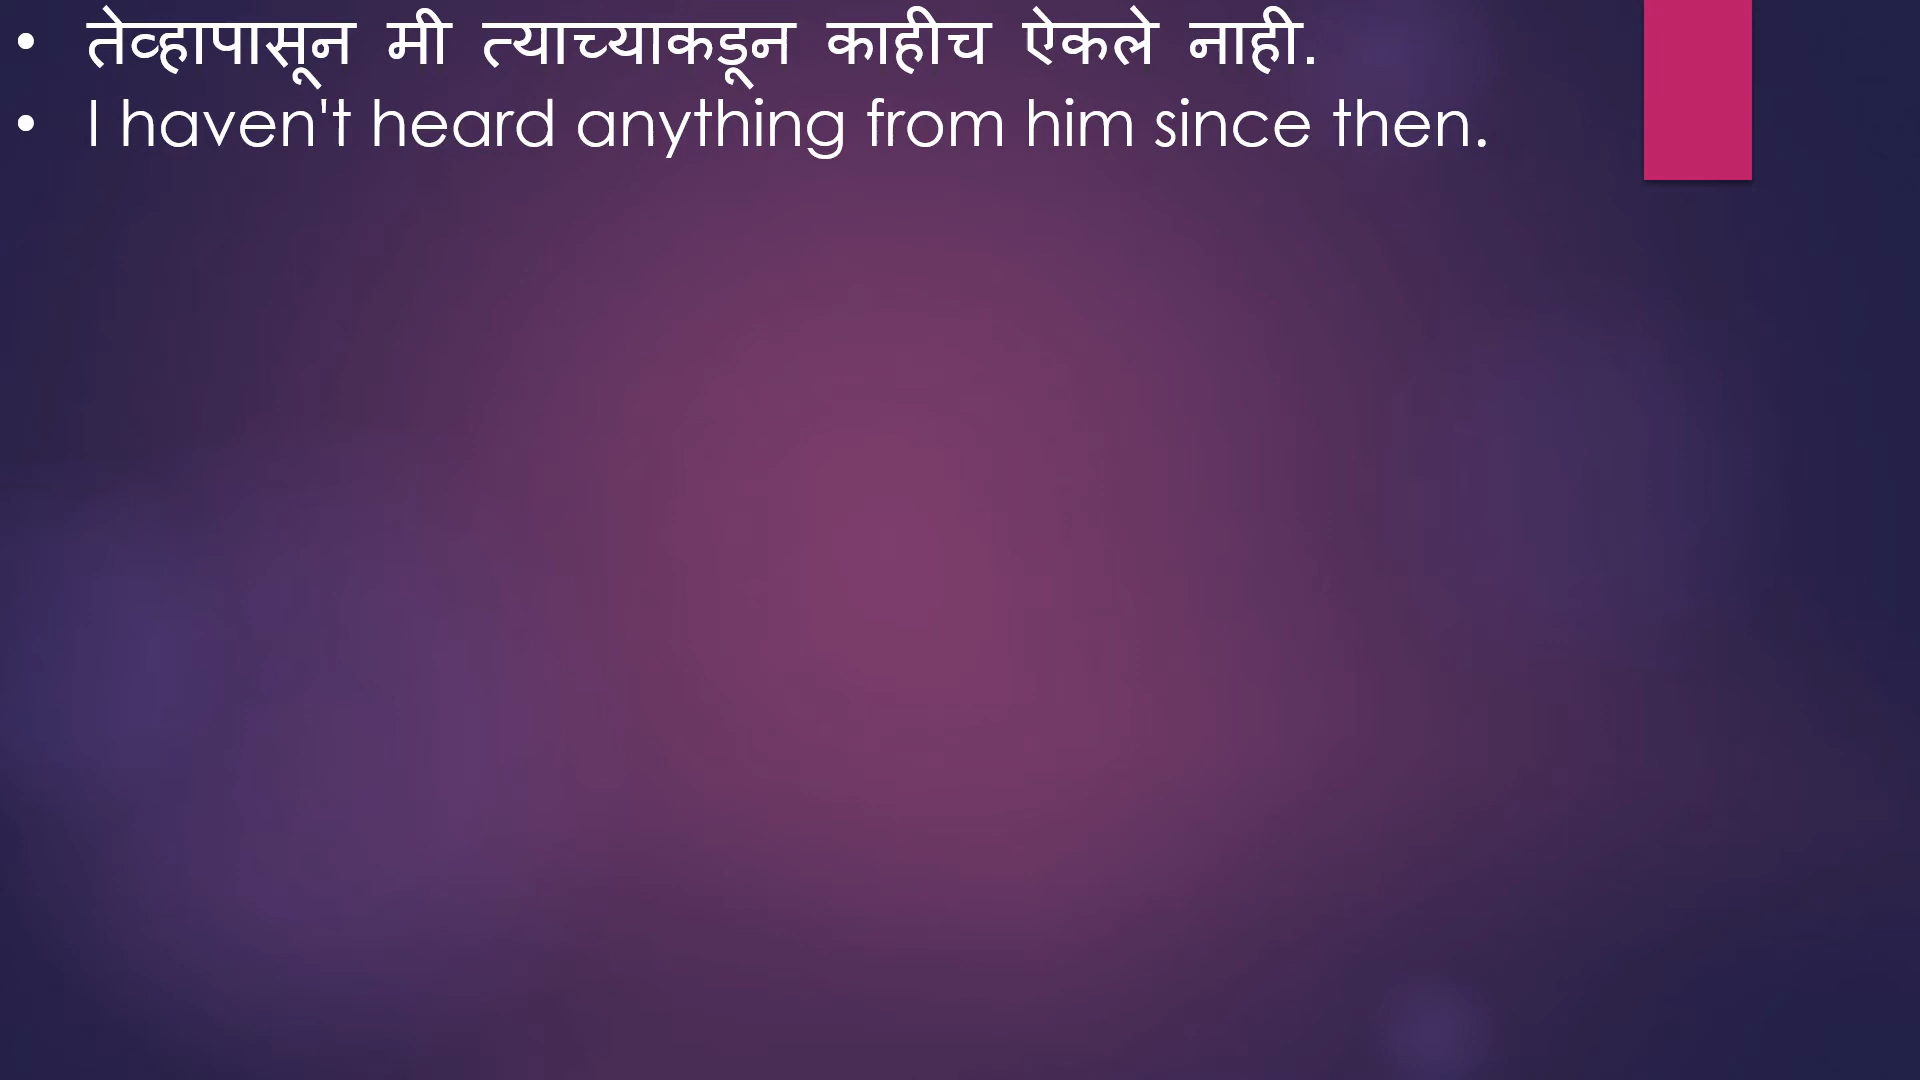 • तेव्हापासून मी त्याच्याकडून काहीच ऐकले नाही.
• I haven't heard anything from him since then.